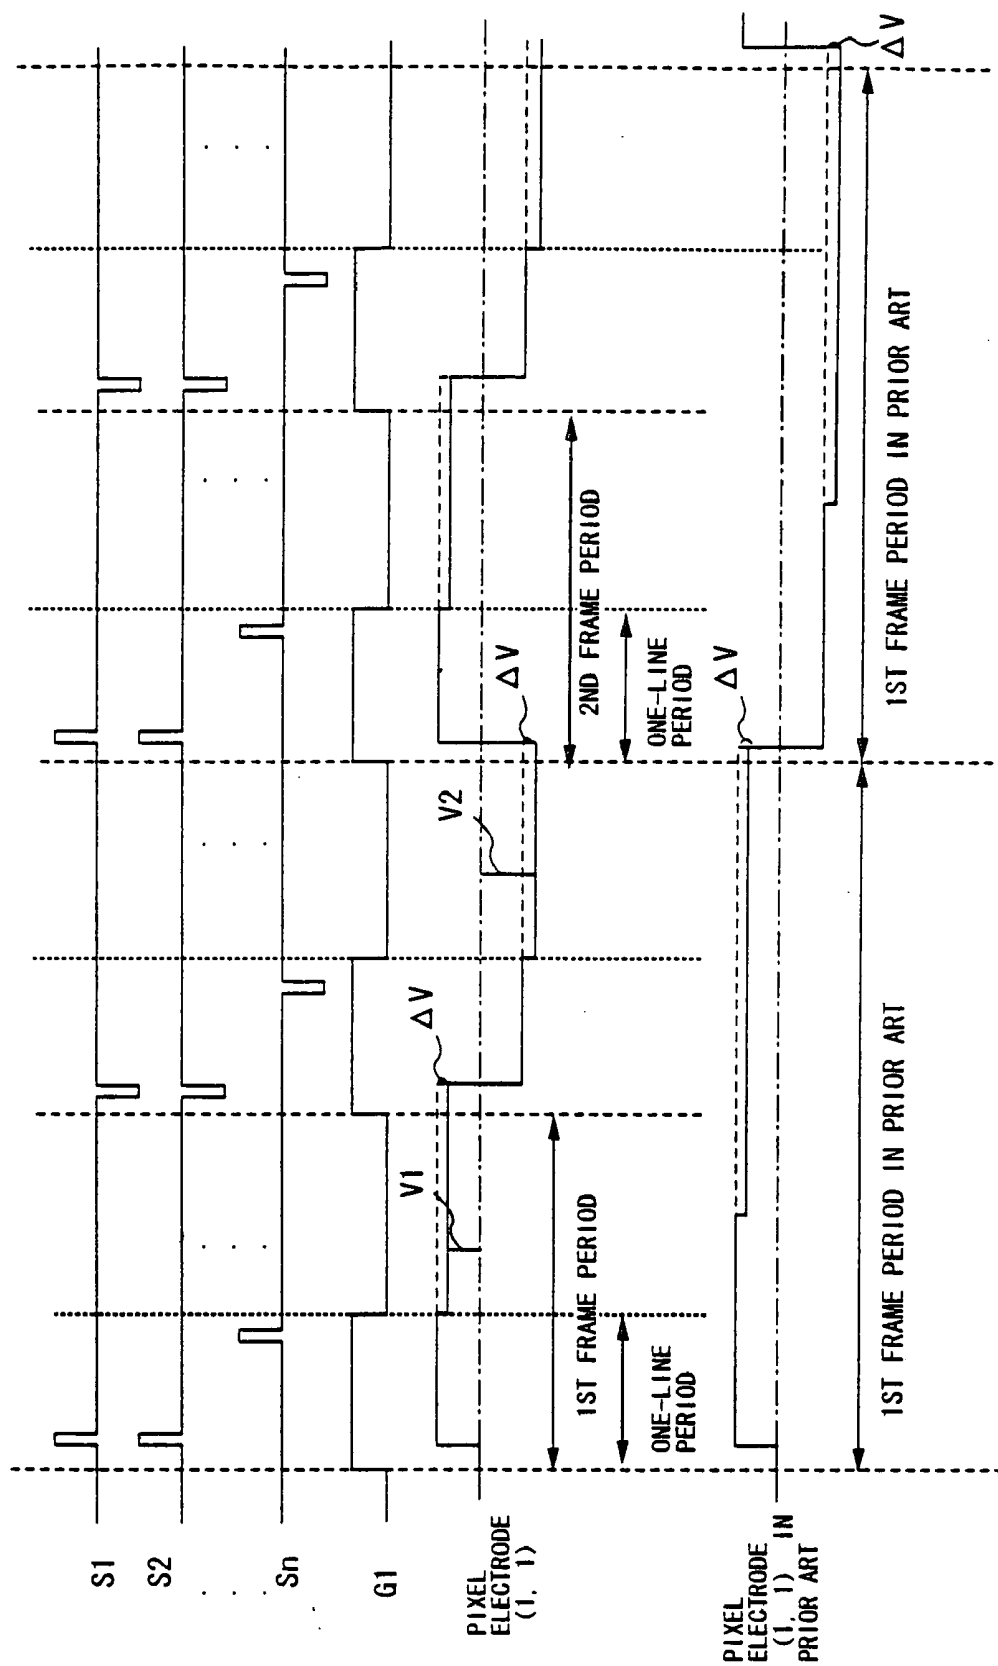 S1
S2
Sn
G1
PIXEL
ELECTRODE
(1, 1)
V1
ΔV
V2
ΔV
1ST FRAME PERIOD
2ND FRAME PERIOD
ONE-LINE
PERIOD
ONE-LINE
PERIOD
PIXEL
ELECTRODE
(1, 1) IN
PRIOR ART
ΔV
ΔV
1ST FRAME PERIOD IN PRIOR ART
1ST FRAME PERIOD IN PRIOR ART